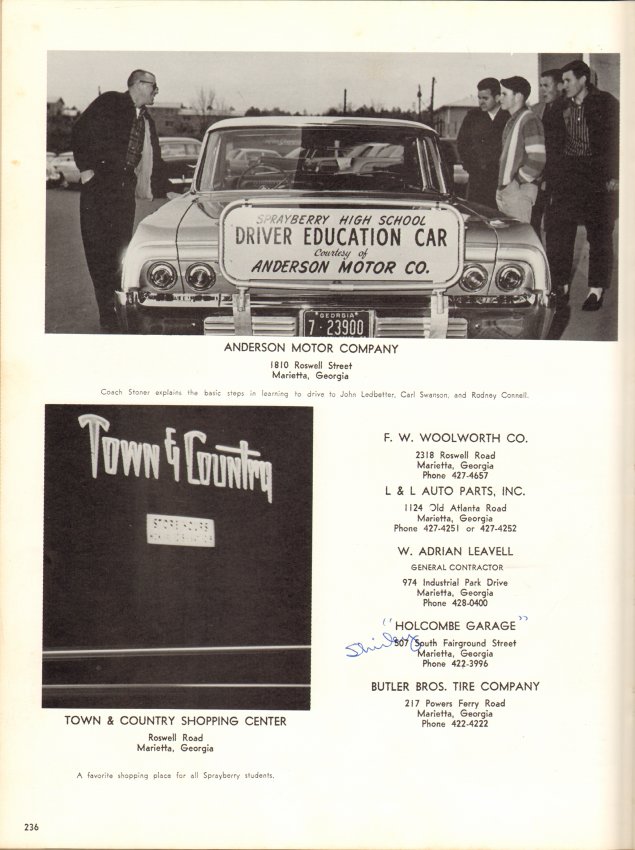 SPRAYBERRY HIGH SCHOOL
DRIVER EDUCATION CAR
Courtesy of
ANDERSON MOTOR CO.
GEORGIA
7-23900
ANDERSON MOTOR COMPANY
1810 Roswell Street
Marietta, Georgia
Coach Stoner explains the basic steps in learning to drive to John Ledbetter, Carl Swanson, and Rodney Connell.
Town & Country
STORE HOURS
TOWN & COUNTRY SHOPPING CENTER
Roswell Road
Marietta, Georgia
A favorite shopping place for all Sprayberry students.
F. W. WOOLWORTH CO.
2318 Roswell Road
Marietta, Georgia
Phone 427-4657
L & L AUTO PARTS, INC.
1124 Old Atlanta Road
Marietta, Georgia
Phone 427-4251 or 427-4252
W. ADRIAN LEAVELL
GENERAL CONTRACTOR
974 Industrial Park Drive
Marietta, Georgia
Phone 428-0400
"HOLCOMBE GARAGE"
Shirley
507 South Fairground Street
Marietta, Georgia
Phone 422-3996
BUTLER BROS. TIRE COMPANY
217 Powers Ferry Road
Marietta, Georgia
Phone 422-4222
236